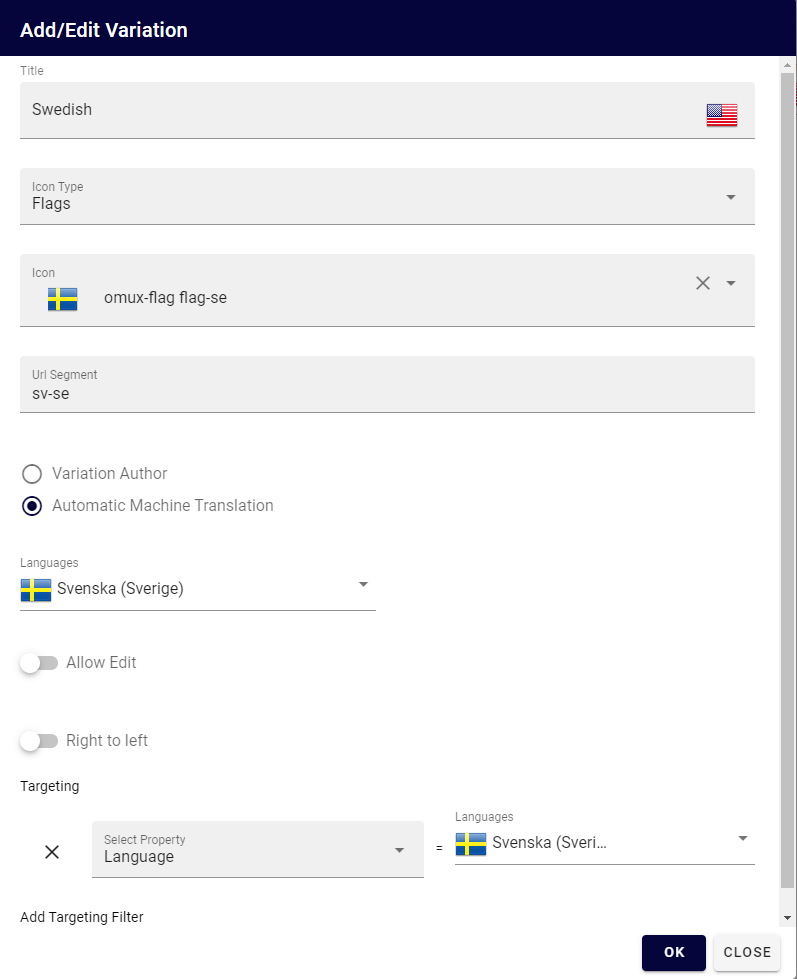 Add/Edit Variation
Title
Swedish
Icon Type
Flags
Icon
omux-flag flag-se
Url Segment
sv-se
Variation Author
Automatic Machine Translation
Languages
Svenska (Sverige)
Allow Edit
Right to left
Targeting
Select Property
Language
=
Languages
Svenska (Sveri...
Add Targeting Filter
OK
CLOSE